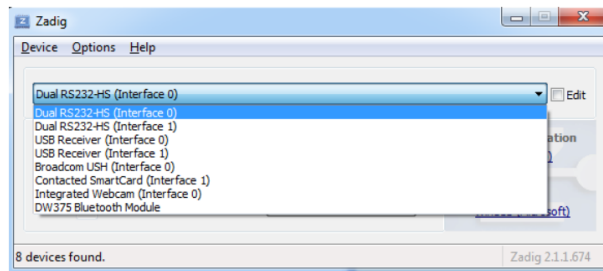 Zadig
Device Options Help
Dual RS232-HS (Interface 0) Edit
Dual RS232-HS (Interface 0)
Dual RS232-HS (Interface 1)
USB Receiver (Interface 0)
USB Receiver (Interface 1)
Broadcom USH (Interface 0)
Contacted SmartCard (Interface 1)
Integrated Webcam (Interface 0)
DW375 Bluetooth Module
8 devices found. Zadig 2.1.1.674